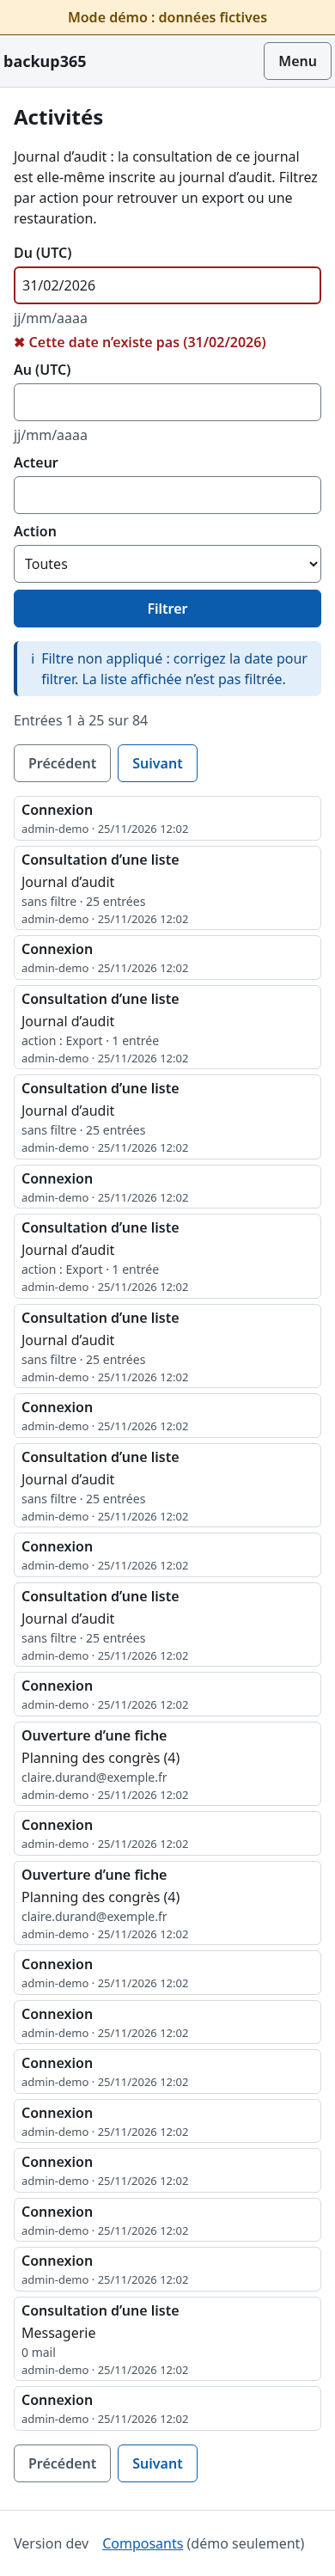 Mode démo : données fictives
backup365
Menu
Activités
Journal d’audit : la consultation de ce journal
est elle-même inscrite au journal d’audit. Filtrez
par action pour retrouver un export ou une
restauration.
Du (UTC)
31/02/2026
jj/mm/aaaa
✖ Cette date n’existe pas (31/02/2026)
Au (UTC)
jj/mm/aaaa
Acteur
Action
Toutes
Filtrer
i Filtre non appliqué : corrigez la date pour
filtrer. La liste affichée n’est pas filtrée.
Entrées 1 à 25 sur 84
Précédent Suivant
Connexion
admin-demo · 25/11/2026 12:02
Consultation d’une liste
Journal d’audit
sans filtre · 25 entrées
admin-demo · 25/11/2026 12:02
Connexion
admin-demo · 25/11/2026 12:02
Consultation d’une liste
Journal d’audit
action : Export · 1 entrée
admin-demo · 25/11/2026 12:02
Consultation d’une liste
Journal d’audit
sans filtre · 25 entrées
admin-demo · 25/11/2026 12:02
Connexion
admin-demo · 25/11/2026 12:02
Consultation d’une liste
Journal d’audit
action : Export · 1 entrée
admin-demo · 25/11/2026 12:02
Consultation d’une liste
Journal d’audit
sans filtre · 25 entrées
admin-demo · 25/11/2026 12:02
Connexion
admin-demo · 25/11/2026 12:02
Consultation d’une liste
Journal d’audit
sans filtre · 25 entrées
admin-demo · 25/11/2026 12:02
Connexion
admin-demo · 25/11/2026 12:02
Consultation d’une liste
Journal d’audit
sans filtre · 25 entrées
admin-demo · 25/11/2026 12:02
Connexion
admin-demo · 25/11/2026 12:02
Ouverture d’une fiche
Planning des congrès (4)
claire.durand@exemple.fr
admin-demo · 25/11/2026 12:02
Connexion
admin-demo · 25/11/2026 12:02
Ouverture d’une fiche
Planning des congrès (4)
claire.durand@exemple.fr
admin-demo · 25/11/2026 12:02
Connexion
admin-demo · 25/11/2026 12:02
Connexion
admin-demo · 25/11/2026 12:02
Connexion
admin-demo · 25/11/2026 12:02
Connexion
admin-demo · 25/11/2026 12:02
Connexion
admin-demo · 25/11/2026 12:02
Connexion
admin-demo · 25/11/2026 12:02
Connexion
admin-demo · 25/11/2026 12:02
Consultation d’une liste
Messagerie
0 mail
admin-demo · 25/11/2026 12:02
Connexion
admin-demo · 25/11/2026 12:02
Précédent Suivant
Version dev Composants (démo seulement)